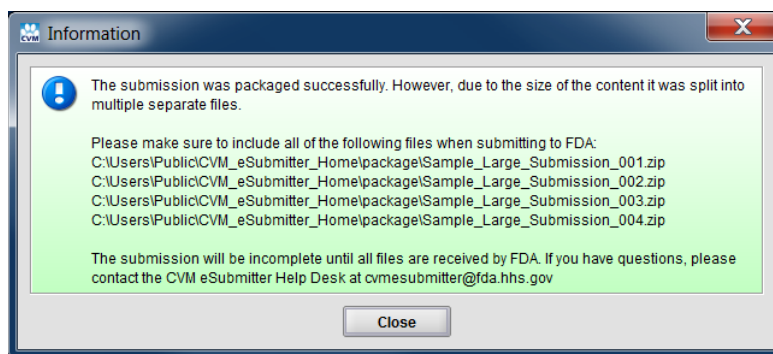 CVM
Information
X
The submission was packaged successfully. However, due to the size of the content it was split into
multiple separate files.
Please make sure to include all of the following files when submitting to FDA:
C:\Users\Public\CVM_eSubmitter_Home\package\Sample_Large_Submission_001.zip
C:\Users\Public\CVM_eSubmitter_Home\package\Sample_Large_Submission_002.zip
C:\Users\Public\CVM_eSubmitter_Home\package\Sample_Large_Submission_003.zip
C:\Users\Public\CVM_eSubmitter_Home\package\Sample_Large_Submission_004.zip
The submission will be incomplete until all files are received by FDA. If you have questions, please
contact the CVM eSubmitter Help Desk at cvmesubmitter@fda.hhs.gov
Close